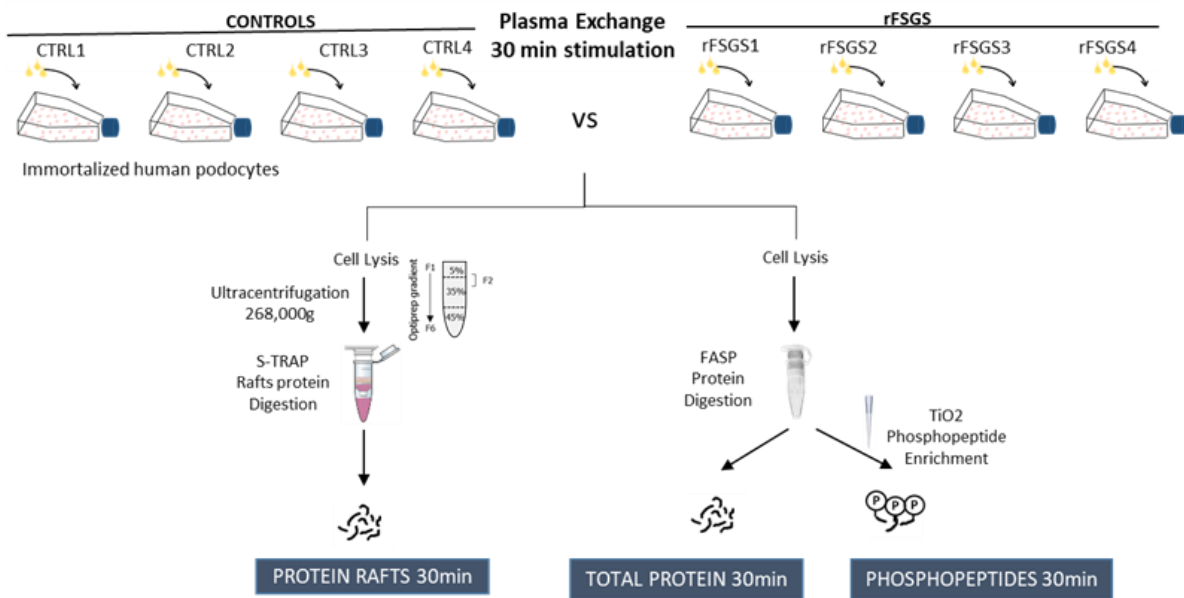 CONTROLS
Plasma Exchange
30 min stimulation
rFSGS
CTRL1
CTRL2
CTRL3
CTRL4
rFSGS1
rFSGS2
rFSGS3
rFSGS4
VS
Immortalized human podocytes
Cell Lysis
Ultracentrifugation
268,000g
Optiprep gradient
F1
F6
5%
35%
45%
F2
S-TRAP
Rafts protein
Digestion
Cell Lysis
FASP
Protein
Digestion
TiO2
Phosphopeptide
Enrichment
P
P
P
PROTEIN RAFTS 30min
TOTAL PROTEIN 30min
PHOSPHOPEPTIDES 30min